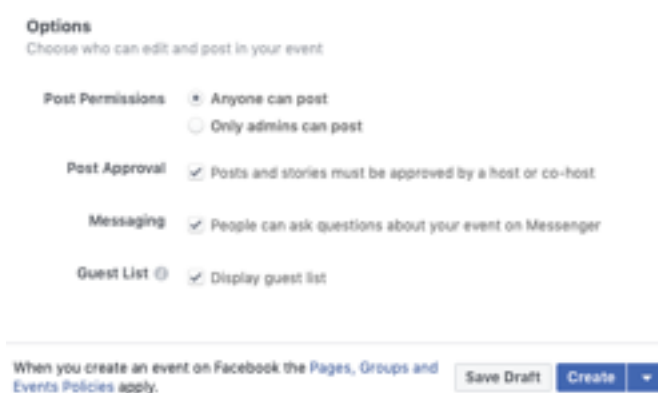 Options
Choose who can edit and post in your event
Post Permissions Anyone can post
Only admins can post
Post Approval Posts and stories must be approved by a host or co-host
Messaging People can ask questions about your event on Messenger
Guest List Display guest list
When you create an event on Facebook the Pages, Groups and
Events Policies apply.
Save Draft Create